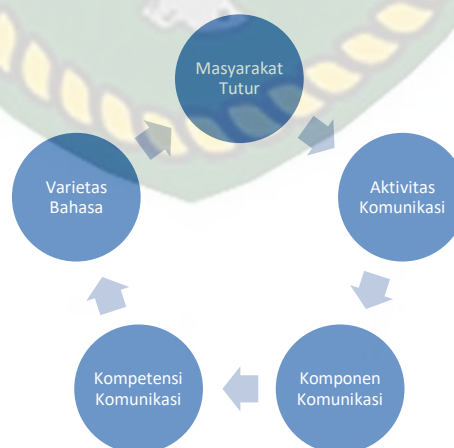 Masyarakat
Tutur
Aktivitas
Komunikasi
Komponen
Komunikasi
Kompetensi
Komunikasi
Varietas
Bahasa